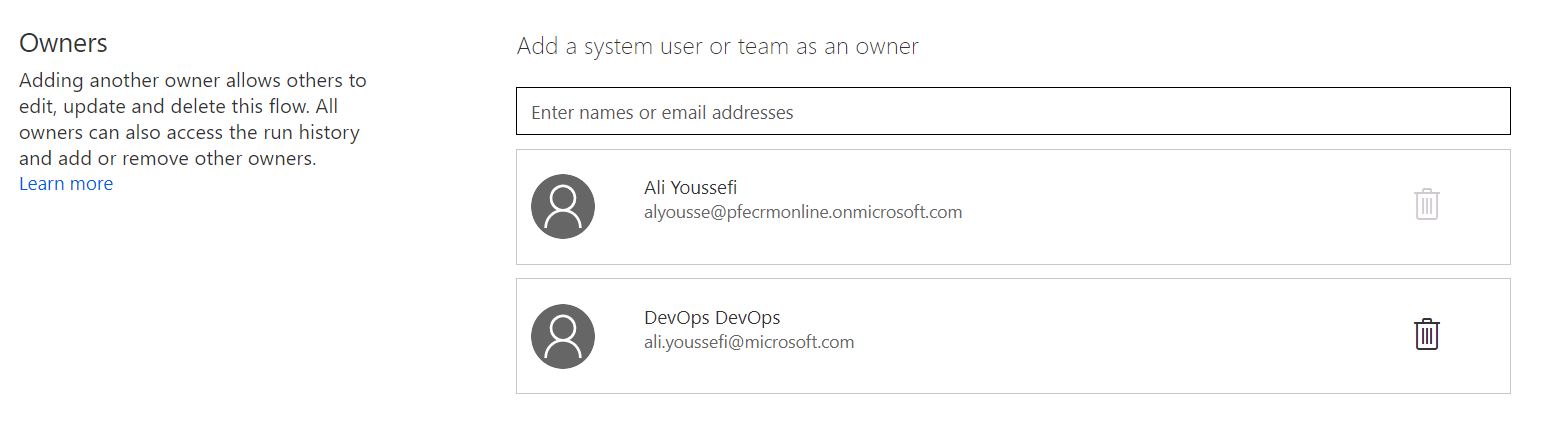 Owners
Adding another owner allows others to
edit, update and delete this flow. All
owners can also access the run history
and add or remove other owners.
Learn more
Add a system user or team as an owner
Enter names or email addresses
Ali Youssefi
alyousse@pfecrmonline.onmicrosoft.com
DevOps DevOps
ali.youssefi@microsoft.com